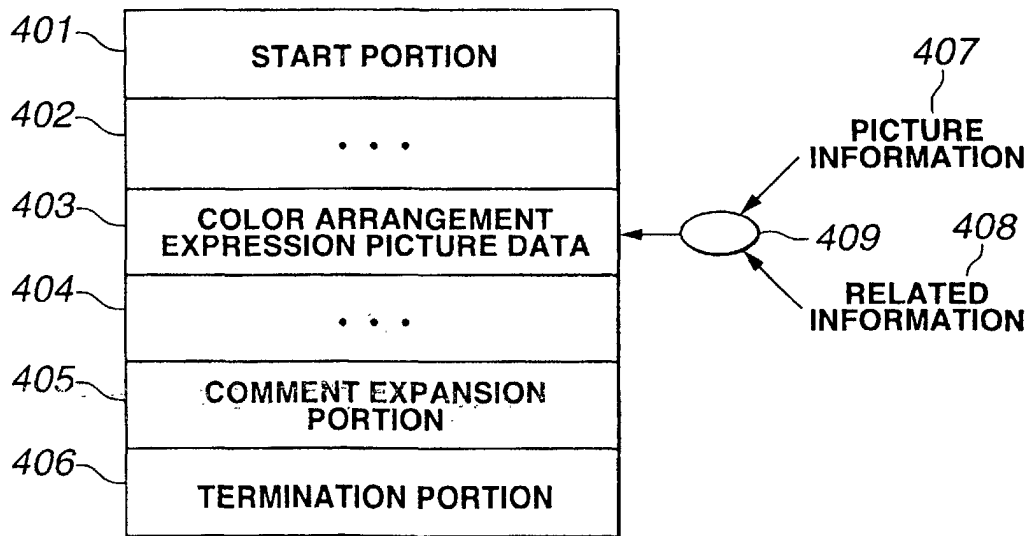 401
START PORTION
402
. . .
403
COLOR ARRANGEMENT
EXPRESSION PICTURE DATA
404
. . .
405
COMMENT EXPANSION
PORTION
406
TERMINATION PORTION
407
PICTURE
INFORMATION
409
408
RELATED
INFORMATION